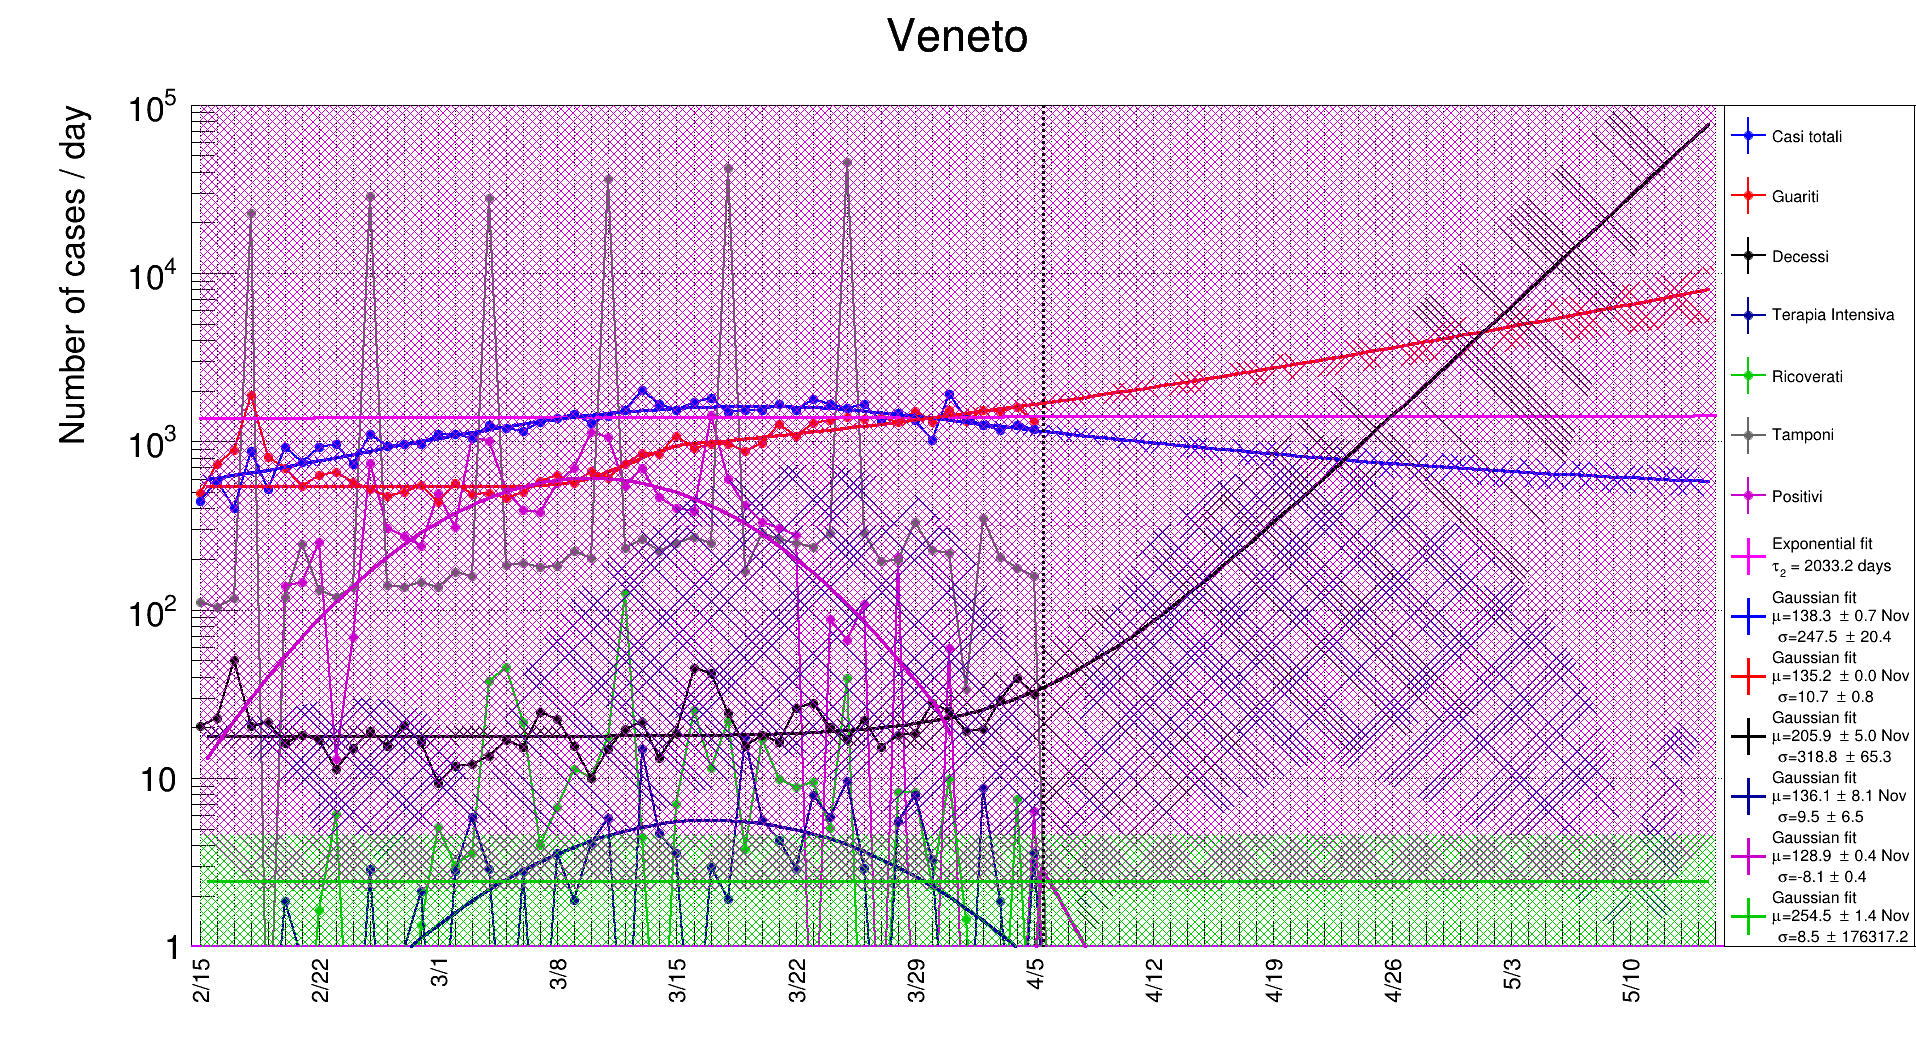 Veneto
Number of cases / day
10^5
10^4
10^3
10^2
10
1
2/15
2/22
3/1
3/8
3/15
3/22
3/29
4/5
4/12
4/19
4/26
5/3
5/10
Casi totali
Guariti
Decessi
Terapia Intensiva
Ricoverati
Tamponi
Positivi
Exponential fit
τ₂ = 2033.2 days
Gaussian fit
μ=138.3 ± 0.7 Nov
σ=247.5 ± 20.4
Gaussian fit
μ=135.2 ± 0.0 Nov
σ=10.7 ± 0.8
Gaussian fit
μ=205.9 ± 5.0 Nov
σ=318.8 ± 65.3
Gaussian fit
μ=136.1 ± 8.1 Nov
σ=9.5 ± 6.5
Gaussian fit
μ=128.9 ± 0.4 Nov
σ=-8.1 ± 0.4
Gaussian fit
μ=254.5 ± 1.4 Nov
σ=8.5 ± 176317.2